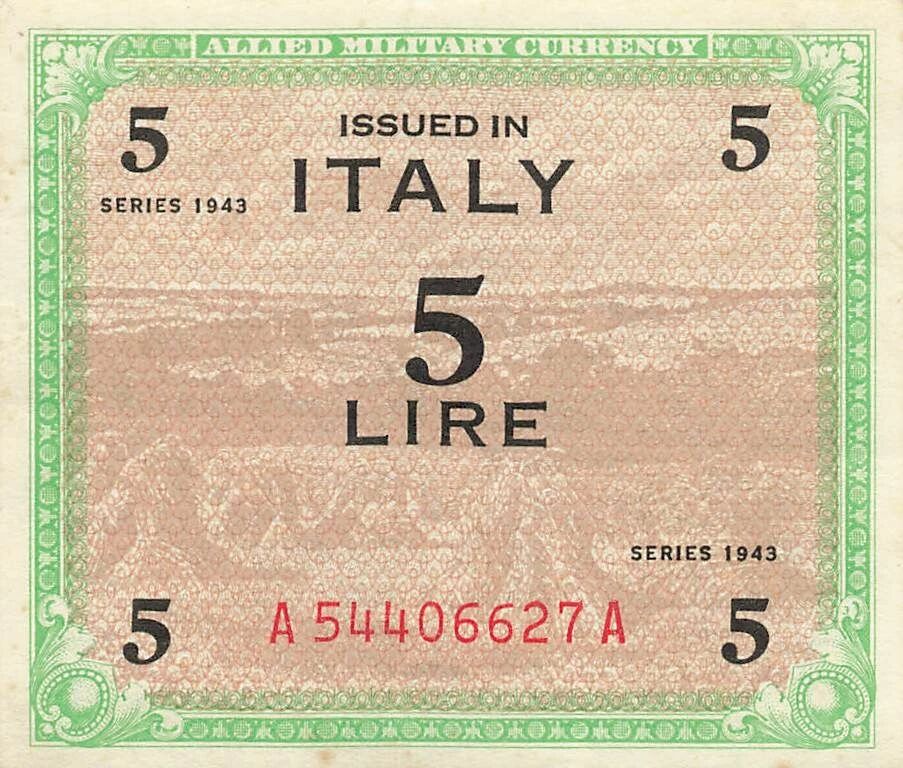 ALLIED MILITARY CURRENCY
5 ISSUED IN 5
SERIES 1943 ITALY
5
LIRE
SERIES 1943
5 A 54406627 A 5